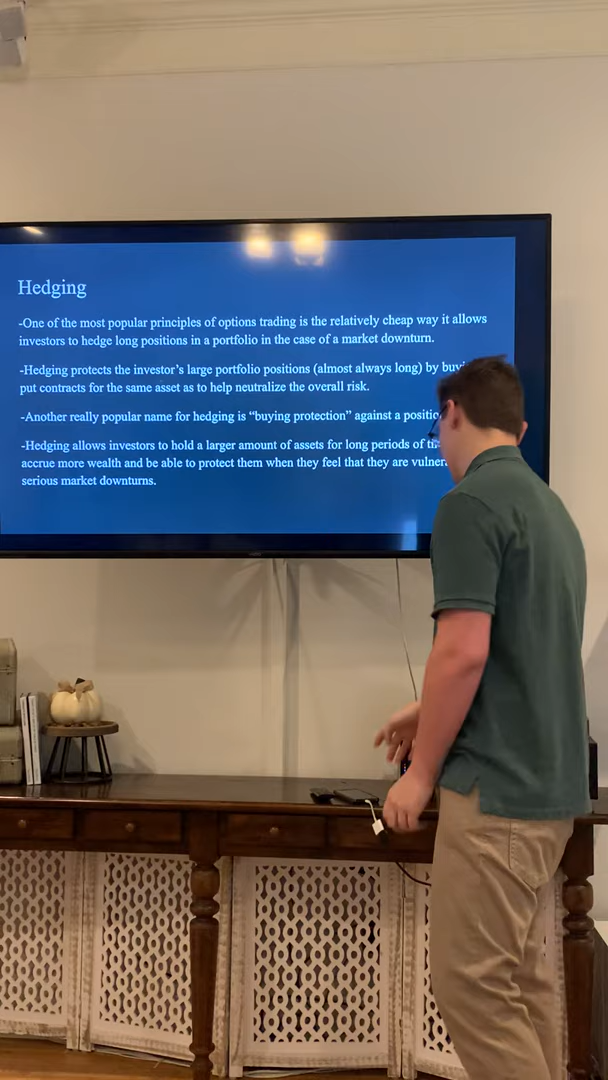 Hedging
-One of the most popular principles of options trading is the relatively cheap way it allows
investors to hedge long positions in a portfolio in the case of a market downturn.
-Hedging protects the investor's large portfolio positions (almost always long) by
put contracts for the same asset as to help neutralize the overall risk.
-Another really popular name for hedging is “buying protection” against a
-Hedging allows investors to hold a larger amount of assets for long periods of
accrue more wealth and be able to protect them when they feel that they are
serious market downturns.